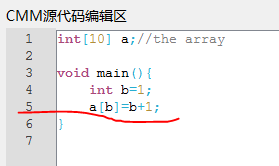 CMM源代码编辑区
1 int[10] a;//the array
2
3 void main(){
4 int b=1;
5 a[b]=b+1;
6 }
7